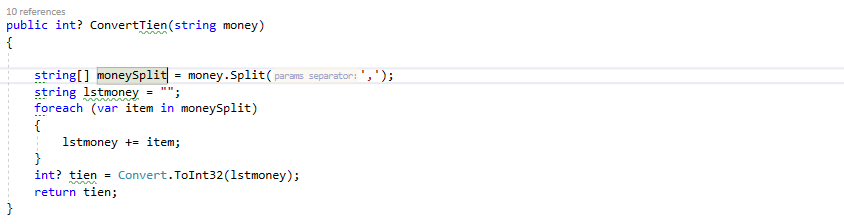 10 references
public int? ConvertTien(string money)
{
string[] moneySplit = money.Split(params separator: ',');
string lstmoney = "";
foreach (var item in moneySplit)
{
lstmoney += item;
}
int? tien = Convert.ToInt32(lstmoney);
return tien;
}